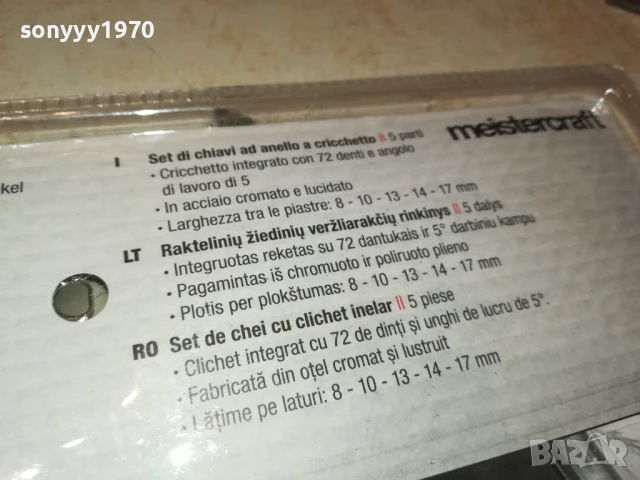 sonyyy1970
meistercraft
kel
I Set di chiavi ad anello a cricchetto || 5 parti
• Cricchetto integrato con 72 denti e angolo
di lavoro di 5
• In acciaio cromato e lucidato
• Larghezza tra le piastre: 8 - 10 - 13 - 14 - 17 mm
LT Raktelinių žiedinių veržliarakčių rinkinys || 5 dalys
• Integruotas reketas su 72 dantukais ir 5° darbiniu kampu
• Pagamintas iš chromuoto ir poliruoto plieno
• Plotis per plokštumas: 8 - 10 - 13 - 14 - 17 mm
RO Set de chei cu clichet inelar || 5 piese
• Clichet integrat cu 72 de dinți și unghi de lucru de 5°.
• Fabricată din oțel cromat și lustruit
• Lățime pe laturi: 8 - 10 - 13 - 14 - 17 mm
BAZAR